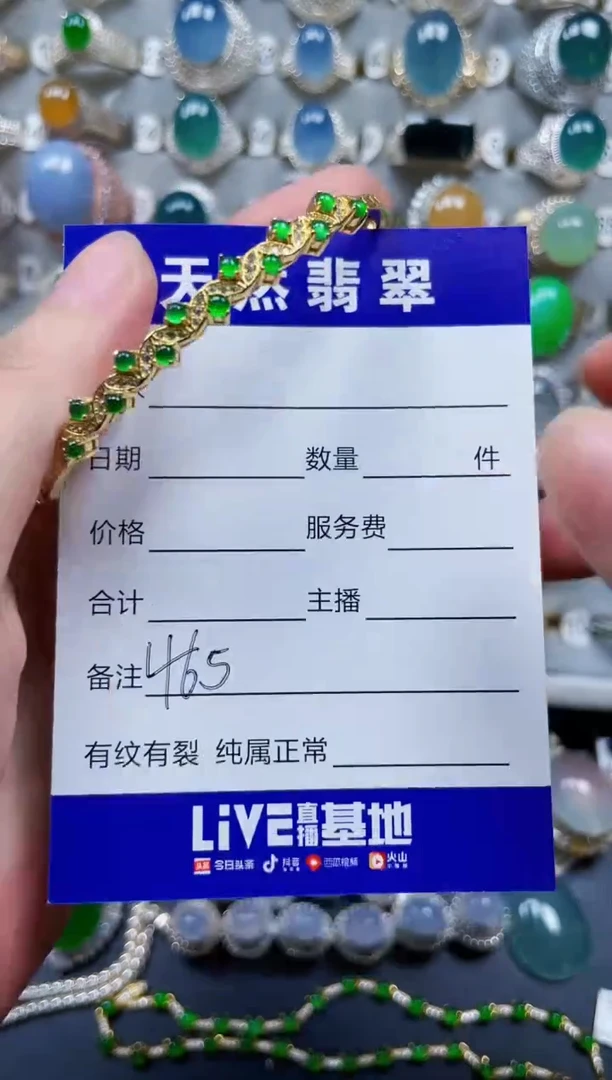 天然翡翠
日期 数量 件
价格 服务费
合计 主播
备注 465
有纹有裂 纯属正常
LiVE直播基地
头条 今日头条 抖音 西瓜视频 火山